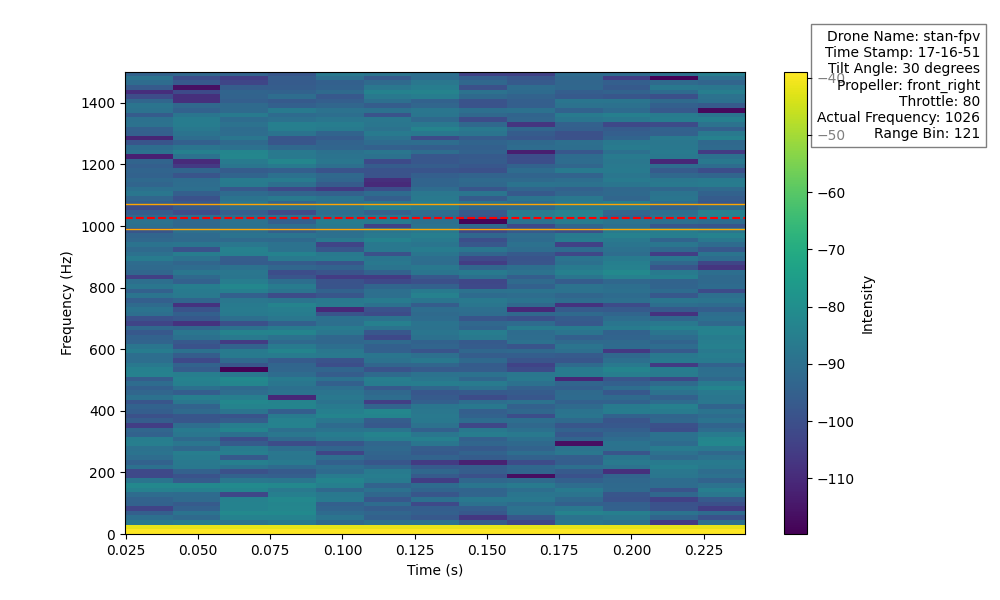 Drone Name: stan-fpv
Time Stamp: 17-16-51
Tilt Angle: 30 degrees
Propeller: front_right
Throttle: 80
Actual Frequency: 1026
Range Bin: 121
1400
1200
1000
800
600
400
200
0
Frequency (Hz)
0.025
0.050
0.075
0.100
0.125
0.150
0.175
0.200
0.225
Time (s)
−40
−50
−60
−70
−80
−90
−100
−110
Intensity